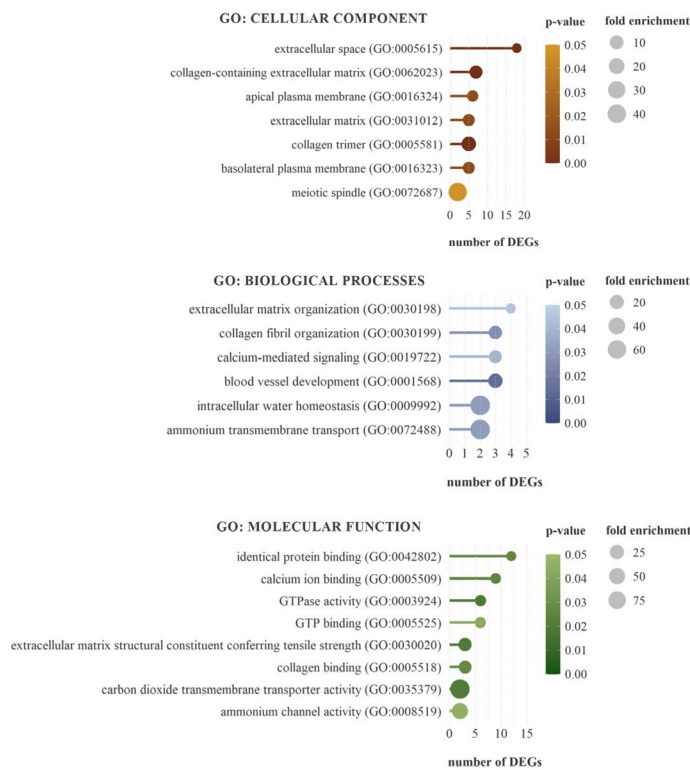 GO: CELLULAR COMPONENT
p-value
fold enrichment
extracellular space (GO:0005615)
collagen-containing extracellular matrix (GO:0062023)
apical plasma membrane (GO:0016324)
extracellular matrix (GO:0031012)
collagen trimer (GO:0005581)
basolateral plasma membrane (GO:0016323)
meiotic spindle (GO:0072687)
0 5 10 15 20
number of DEGs
0.05
0.04
0.03
0.02
0.01
0.00
10
20
30
40
GO: BIOLOGICAL PROCESSES
p-value
fold enrichment
extracellular matrix organization (GO:0030198)
collagen fibril organization (GO:0030199)
calcium-mediated signaling (GO:0019722)
blood vessel development (GO:0001568)
intracellular water homeostasis (GO:0009992)
ammonium transmembrane transport (GO:0072488)
0 1 2 3 4 5
number of DEGs
0.05
0.04
0.03
0.02
0.01
0.00
20
40
60
GO: MOLECULAR FUNCTION
p-value
fold enrichment
identical protein binding (GO:0042802)
calcium ion binding (GO:0005509)
GTPase activity (GO:0003924)
GTP binding (GO:0005525)
extracellular matrix structural constituent conferring tensile strength (GO:0030020)
collagen binding (GO:0005518)
carbon dioxide transmembrane transporter activity (GO:0035379)
ammonium channel activity (GO:0008519)
0 5 10 15
number of DEGs
0.05
0.04
0.03
0.02
0.01
0.00
25
50
75